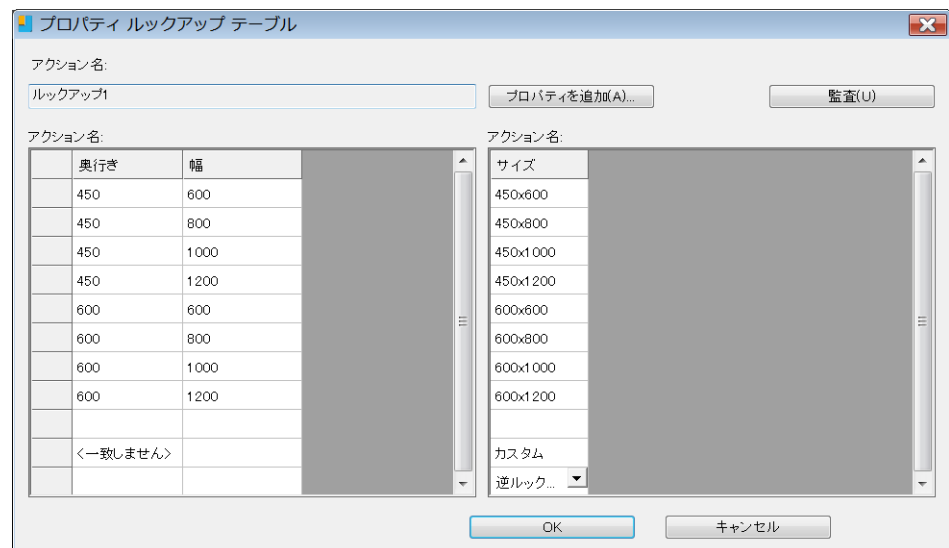 プロパティ ルックアップ テーブル
アクション名:
ルックアップ1
プロパティを追加(A)...
監査(U)
アクション名:
アクション名:
奥行き 幅 サイズ
450 600 450x600
450 800 450x800
450 1000 450x1000
450 1200 450x1200
600 600 600x600
600 800 600x800
600 1000 600x1000
600 1200 600x1200
<一致しません> カスタム
逆ルック...
OK キャンセル